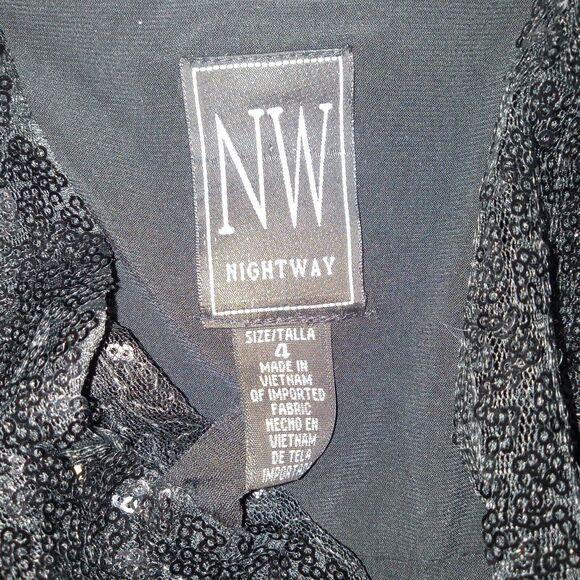 NW
NIGHTWAY
SIZE/TALLA
4
MADE IN
VIETNAM
OF IMPORTED
FABRIC
HECHO EN
VIETNAM
DE TELA